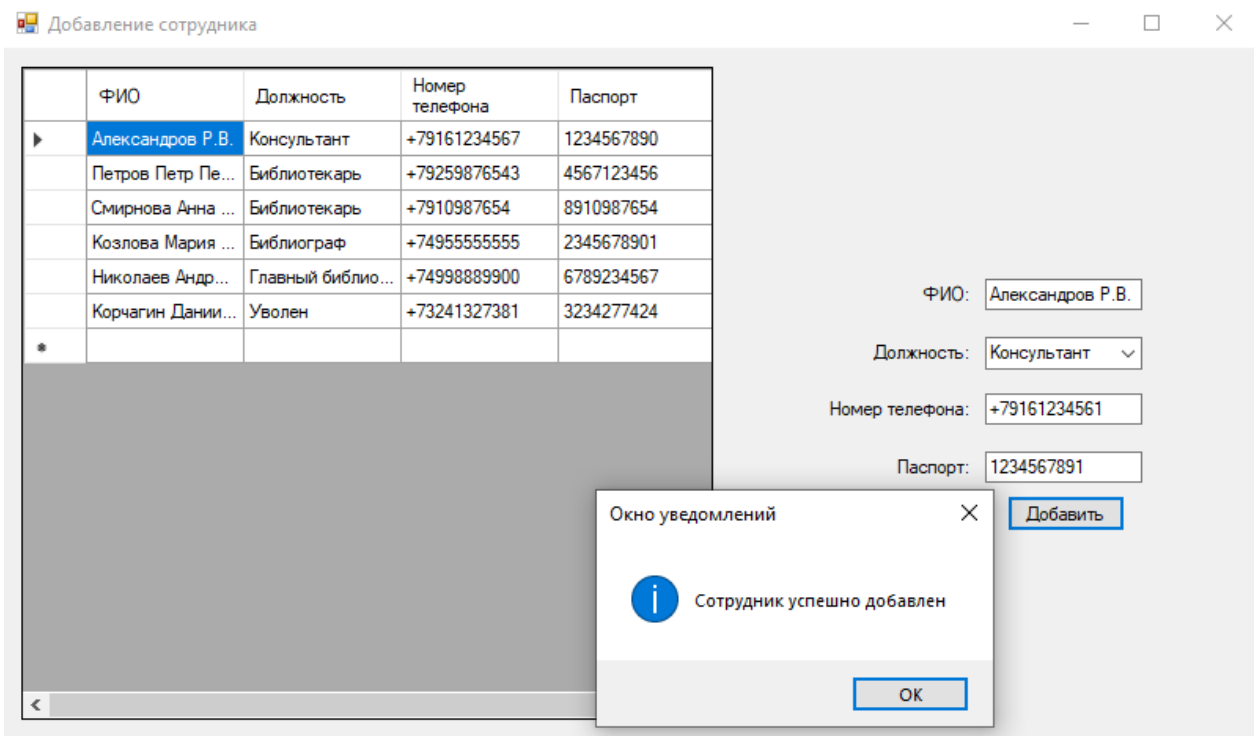 Добавление сотрудника
ФИО Должность Номер телефона Паспорт
Александров Р.В. Консультант +79161234567 1234567890
Петров Петр Пе... Библиотекарь +79259876543 4567123456
Смирнова Анна ... Библиотекарь +7910987654 8910987654
Козлова Мария ... Библиограф +74955555555 2345678901
Николаев Андр... Главный библио... +74998889900 6789234567
Корчагин Дании... Уволен +73241327381 3234277424
ФИО: Александров Р.В.
Должность: Консультант
Номер телефона: +79161234561
Паспорт: 1234567891
Добавить
Окно уведомлений
Сотрудник успешно добавлен
ОК